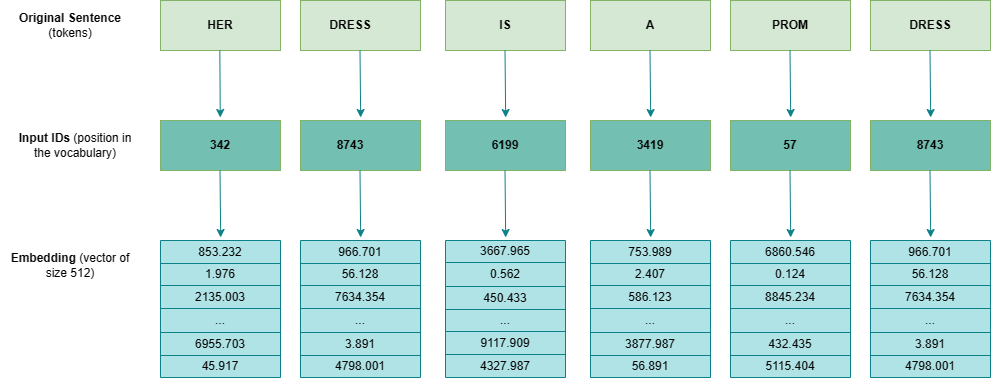 Original Sentence
(tokens)
HER DRESS IS A PROM DRESS
Input IDs (position in
the vocabulary)
342 8743 6199 3419 57 8743
Embedding (vector of
size 512)
853.232 966.701 3667.965 753.989 6860.546 966.701
1.976 56.128 0.562 2.407 0.124 56.128
2135.003 7634.354 450.433 586.123 8845.234 7634.354
... ... ... ... ... ...
6955.703 3.891 9117.909 3877.987 432.435 3.891
45.917 4798.001 4327.987 56.891 5115.404 4798.001